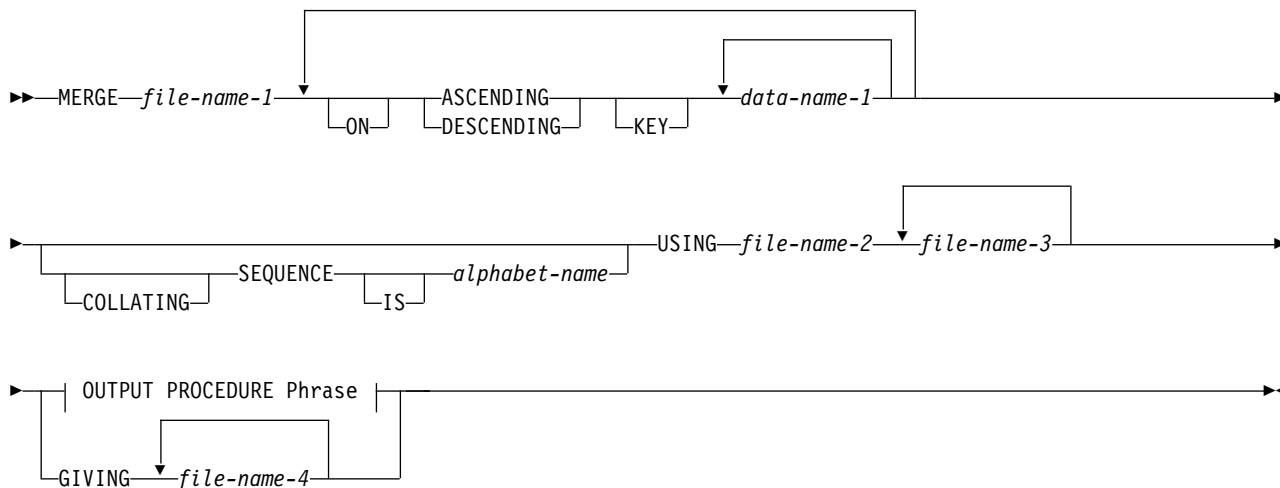 MERGE file-name-1 ASCENDING data-name-1
ON DESCENDING KEY
USING file-name-2 file-name-3
SEQUENCE alphabet-name
COLLATING IS
OUTPUT PROCEDURE Phrase
GIVING file-name-4